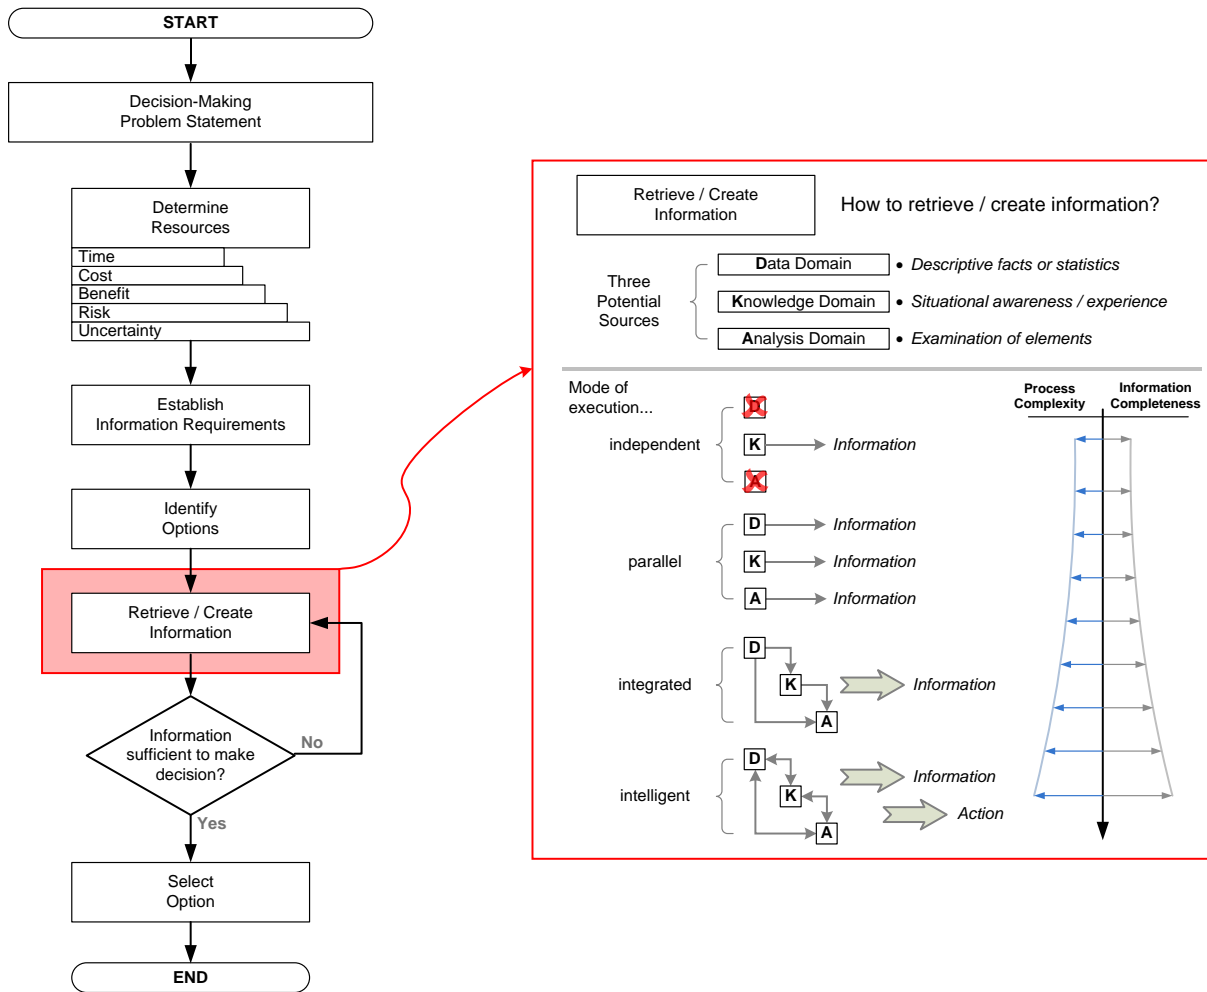 START
Decision-Making
Problem Statement
Determine
Resources
Time
Cost
Benefit
Risk
Uncertainty
Establish
Information Requirements
Identify
Options
Retrieve / Create
Information
Information
sufficient to make
decision?
No
Yes
Select
Option
END
Retrieve / Create
Information
How to retrieve / create information?
Three
Potential
Sources
Data Domain
• Descriptive facts or statistics
Knowledge Domain
• Situational awareness / experience
Analysis Domain
• Examination of elements
Mode of
execution...
independent
D
K
Information
A
parallel
D
Information
K
Information
A
Information
integrated
D
K
A
Information
intelligent
D
K
A
Information
Action
Process
Complexity
Information
Completeness